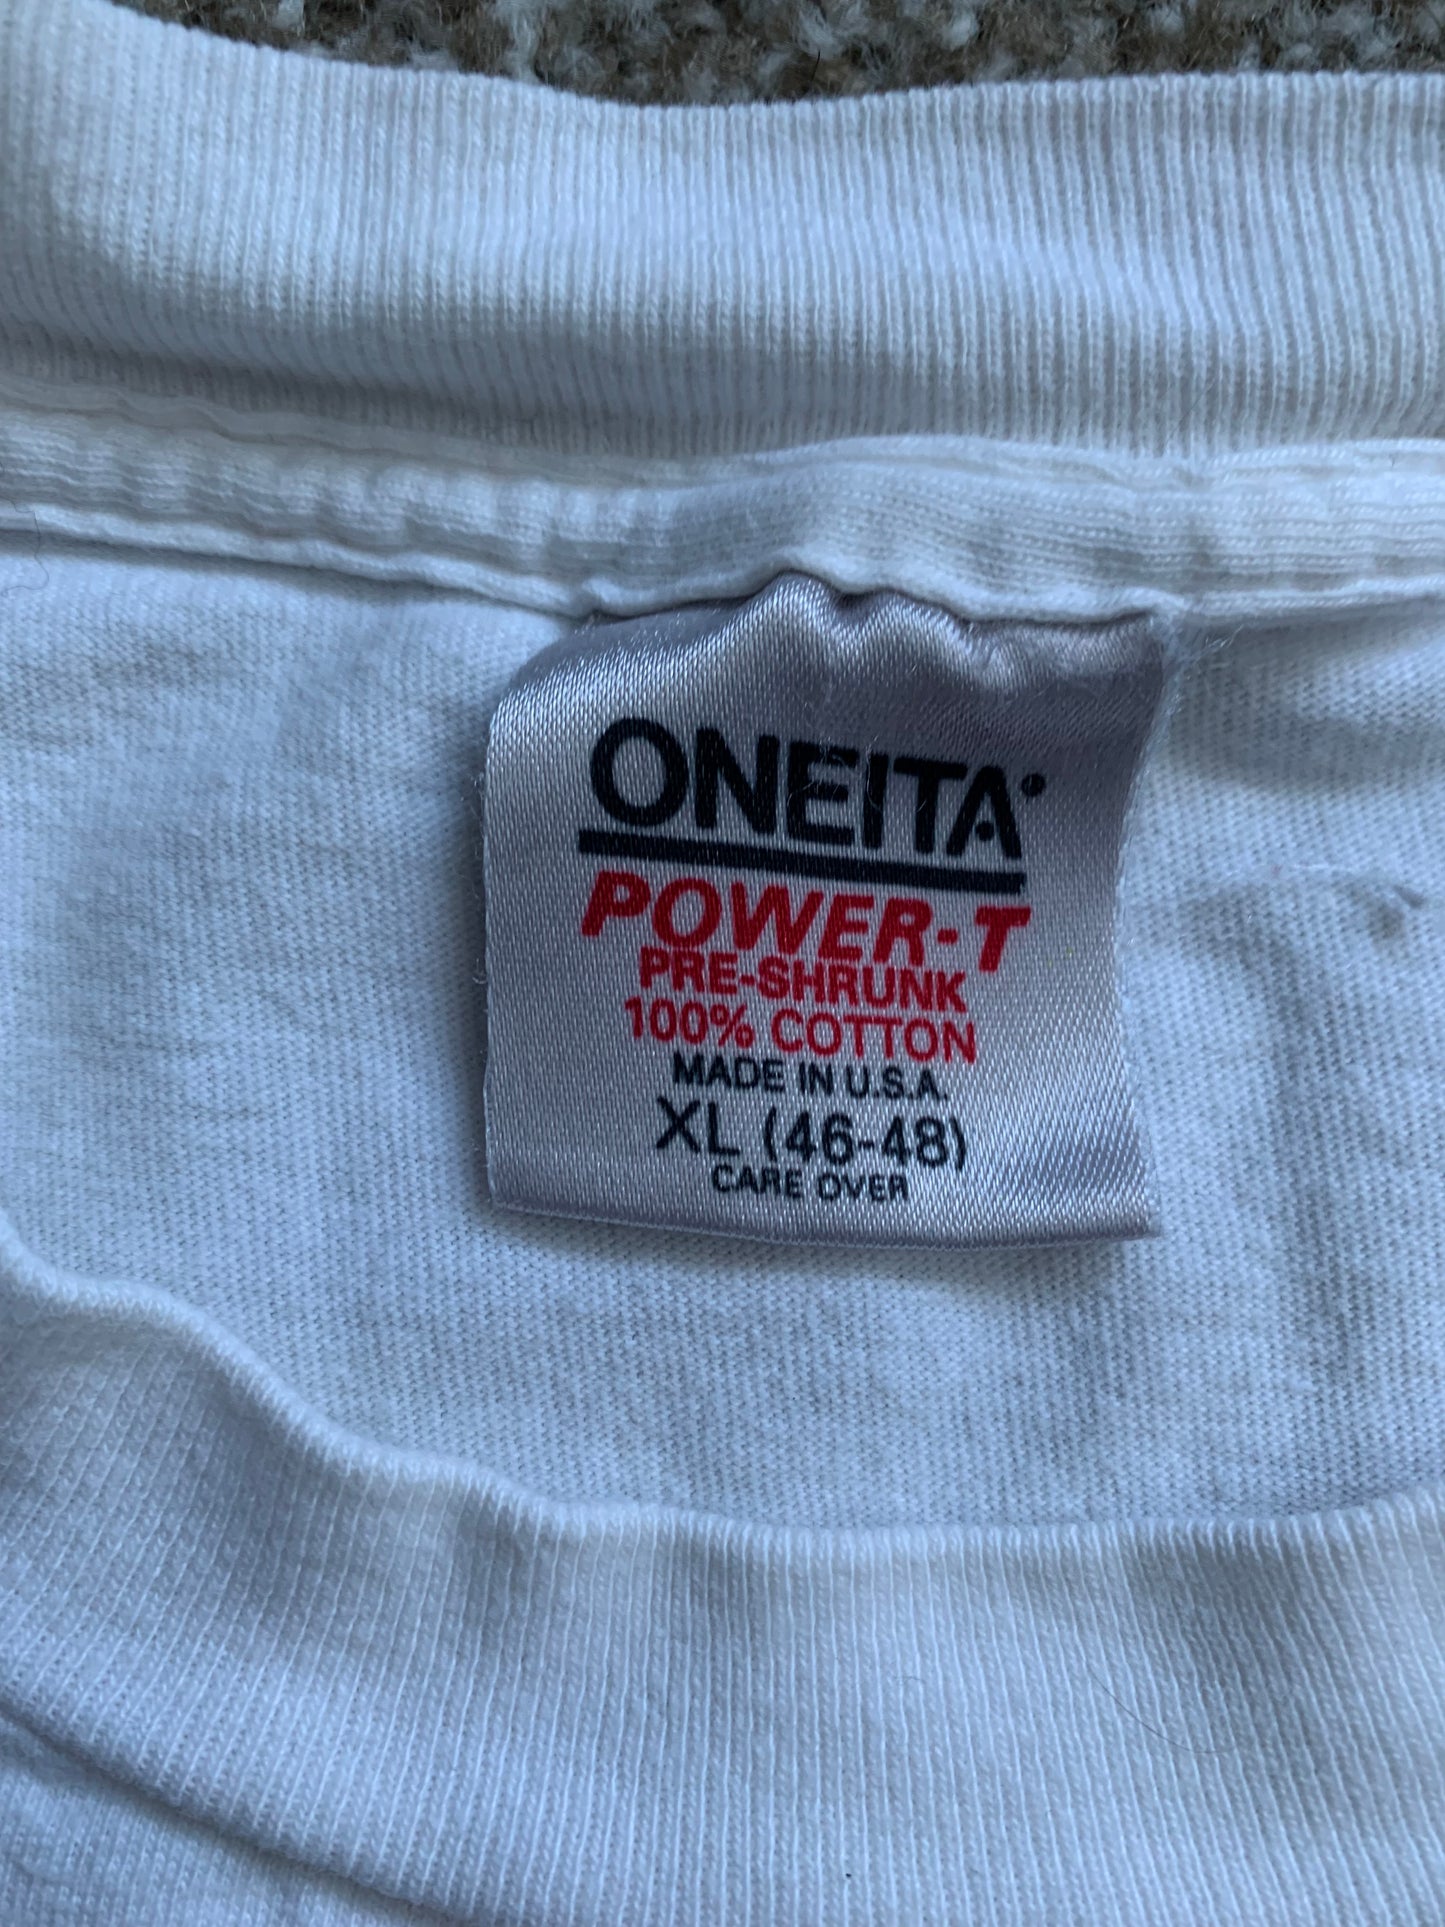 ONEITA
POWER-T
PRE-SHRUNK
100% COTTON
MADE IN U.S.A.
XL (46-48)
CARE OVER